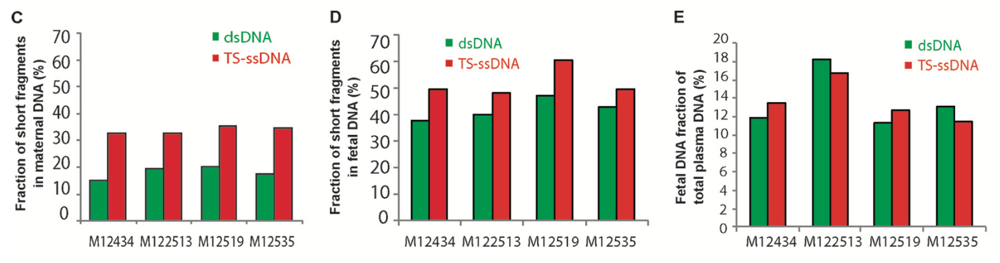 C
Fraction of short fragments
in maternal DNA (%)
70
60
50
40
30
20
10
0
dsDNA
TS-ssDNA
M12434 M122513 M12519 M12535
D
Fraction of short fragments
in fetal DNA (%)
70
60
50
40
30
20
10
0
dsDNA
TS-ssDNA
M12434 M122513 M12519 M12535
E
Fetal DNA fraction of
total plasma DNA (%)
20
18
16
14
12
10
8
6
4
2
0
dsDNA
TS-ssDNA
M12434 M122513 M12519 M12535